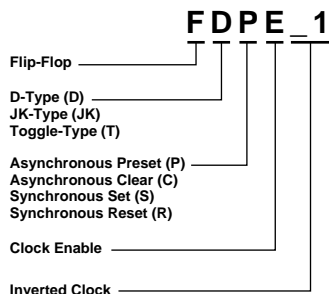 FDPE_1
Flip-Flop
D-Type (D)
JK-Type (JK)
Toggle-Type (T)
Asynchronous Preset (P)
Asynchronous Clear (C)
Synchronous Set (S)
Synchronous Reset (R)
Clock Enable
Inverted Clock